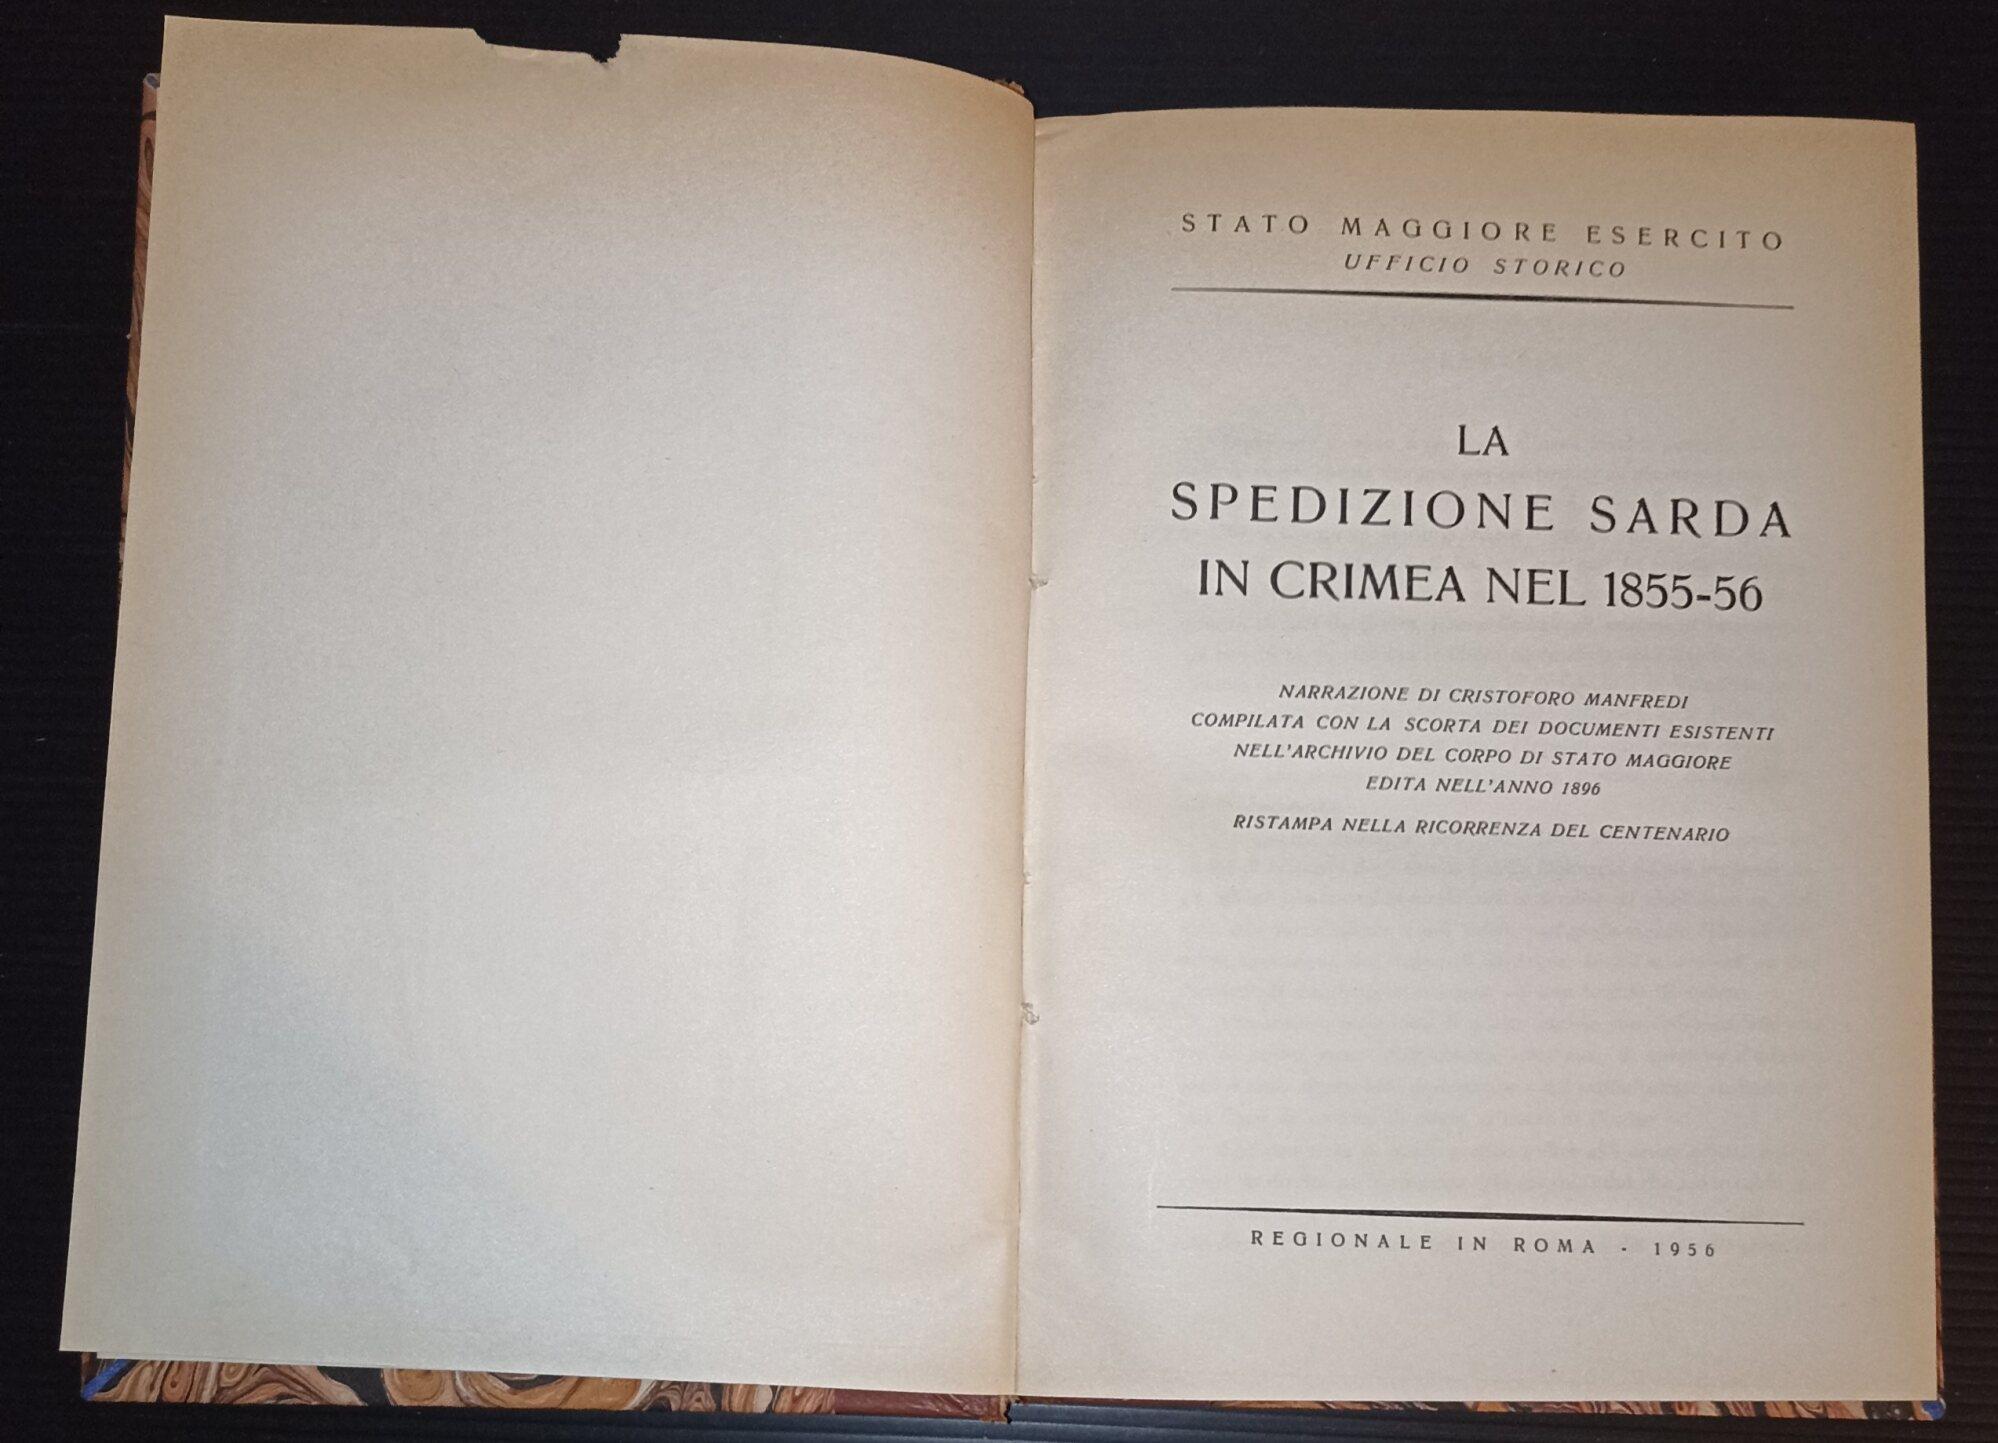 STATO MAGGIORE ESERCITO
UFFICIO STORICO
LA
SPEDIZIONE SARDA
IN CRIMEA NEL 1855-56
NARRAZIONE DI CRISTOFORO MANFREDI
COMPILATA CON LA SCORTA DEI DOCUMENTI ESISTENTI
NELL'ARCHIVIO DEL CORPO DI STATO MAGGIORE
EDITA NELL'ANNO 1896
RISTAMPA NELLA RICORRENZA DEL CENTENARIO
REGIONALE IN ROMA - 1956